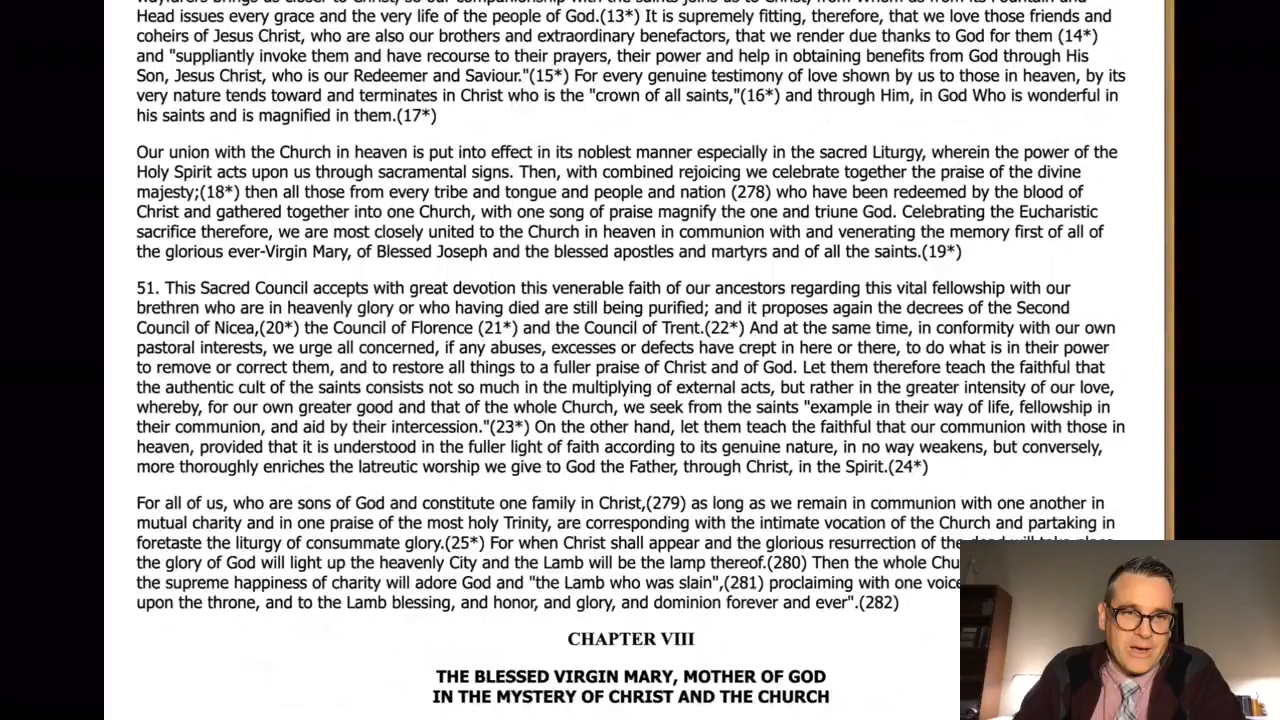 Head issues every grace and the very life of the people of God.(13*) It is supremely fitting, therefore, that we love those friends and
coheirs of Jesus Christ, who are also our brothers and extraordinary benefactors, that we render due thanks to God for them (14*)
and "suppliantly invoke them and have recourse to their prayers, their power and help in obtaining benefits from God through His
Son, Jesus Christ, who is our Redeemer and Saviour."(15*) For every genuine testimony of love shown by us to those in heaven, by its
very nature tends toward and terminates in Christ who is the "crown of all saints,"(16*) and through Him, in God Who is wonderful in
his saints and is magnified in them.(17*)
Our union with the Church in heaven is put into effect in its noblest manner especially in the sacred Liturgy, wherein the power of the
Holy Spirit acts upon us through sacramental signs. Then, with combined rejoicing we celebrate together the praise of the divine
majesty;(18*) then all those from every tribe and tongue and people and nation (278) who have been redeemed by the blood of
Christ and gathered together into one Church, with one song of praise magnify the one and triune God. Celebrating the Eucharistic
sacrifice therefore, we are most closely united to the Church in heaven in communion with and venerating the memory first of all of
the glorious ever-Virgin Mary, of Blessed Joseph and the blessed apostles and martyrs and of all the saints.(19*)
51. This Sacred Council accepts with great devotion this venerable faith of our ancestors regarding this vital fellowship with our
brethren who are in heavenly glory or who having died are still being purified; and it proposes again the decrees of the Second
Council of Nicea,(20*) the Council of Florence (21*) and the Council of Trent.(22*) And at the same time, in conformity with our own
pastoral interests, we urge all concerned, if any abuses, excesses or defects have crept in here or there, to do what is in their power
to remove or correct them, and to restore all things to a fuller praise of Christ and of God. Let them therefore teach the faithful that
the authentic cult of the saints consists not so much in the multiplying of external acts, but rather in the greater intensity of our love,
whereby, for our own greater good and that of the whole Church, we seek from the saints "example in their way of life, fellowship in
their communion, and aid by their intercession."(23*) On the other hand, let them teach the faithful that our communion with those in
heaven, provided that it is understood in the fuller light of faith according to its genuine nature, in no way weakens, but conversely,
more thoroughly enriches the latreutic worship we give to God the Father, through Christ, in the Spirit.(24*)
For all of us, who are sons of God and constitute one family in Christ,(279) as long as we remain in communion with one another in
mutual charity and in one praise of the most holy Trinity, are corresponding with the intimate vocation of the Church and partaking in
foretaste the liturgy of consummate glory.(25*) For when Christ shall appear and the glorious resurrection of the
the glory of God will light up the heavenly City and the Lamb will be the lamp thereof.(280) Then the whole
the supreme happiness of charity will adore God and "the Lamb who was slain",(281) proclaiming with one voice
upon the throne, and to the Lamb blessing, and honor, and glory, and dominion forever and ever".(282)
CHAPTER VIII
THE BLESSED VIRGIN MARY, MOTHER OF GOD
IN THE MYSTERY OF CHRIST AND THE CHURCH